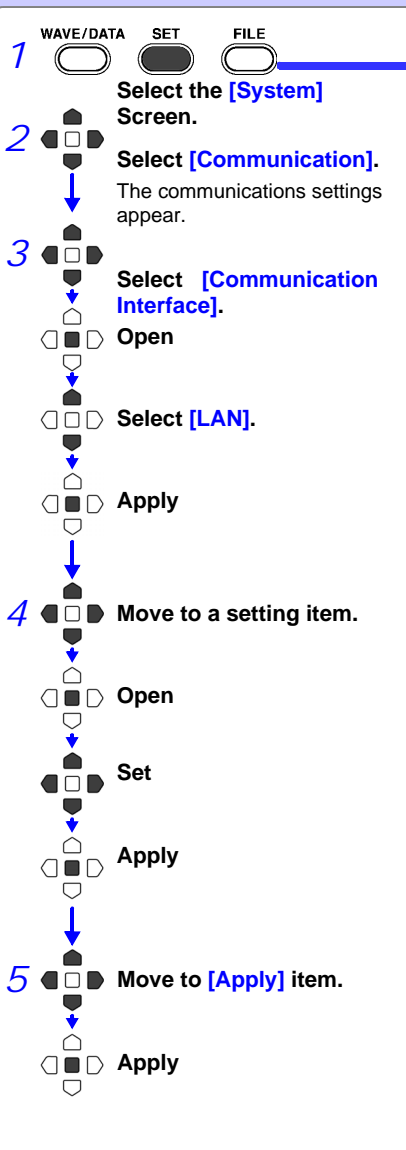 WAVE/DATA SET FILE
1
Select the [System]
Screen.
2
Select [Communication].
The communications settings
appear.
3
Select [Communication
Interface].
Open
Select [LAN].
Apply
4 Move to a setting item.
Open
Set
Apply
5 Move to [Apply] item.
Apply